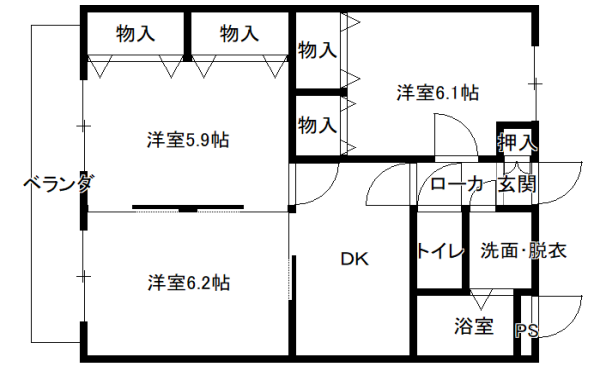 物入
物入
物入
洋室6.1帖
物入
洋室5.9帖
押入
ベランダ
ローカ
玄関
トイレ
洗面・脱衣
DK
洋室6.2帖
浴室
PS